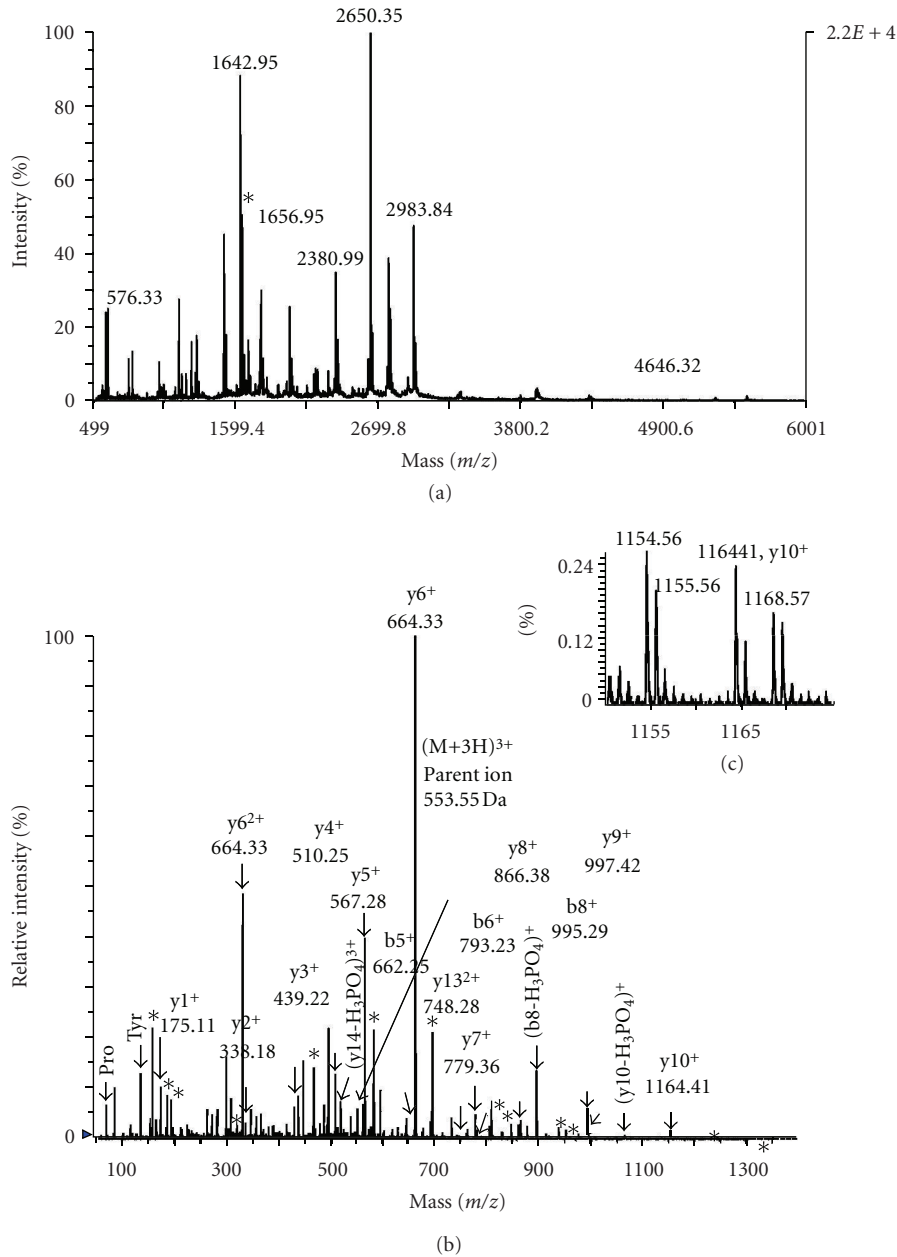 2650.35
100
2.2E + 4
1642.95
80
60
*
1656.95
2983.84
Intensity (%)
40
2380.99
576.33
20
4646.32
0
499
1599.4
2699.8
3800.2
4900.6
6001
Mass (m/z)
(a)
1154.56
116441, y10+
0.24
1155.56
1168.57
(%)
0.12
0
1155
1165
(c)
y6+
664.33
100
(M+3H)3+
Parent ion
553.55 Da
y6²+
664.33
y4+
510.25
y5+
567.28
y8+
866.38
y9+
997.42
Relative intensity (%)
b5+
662.25
b6+
793.23
b8+
995.29
y3+
439.22
(y14-H3PO4)3+
y13²+
748.28
(b8-H3PO4)+
y1+
175.11
y2+
338.18
Pro
Tyr
* * * * * * * * * * * * *
y7+
779.36
(y10-H3PO4)+
y10+
1164.41
0
100
300
500
700
900
1100
1300
Mass (m/z)
(b)